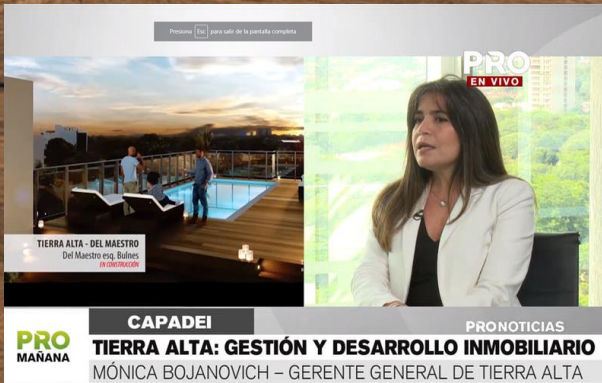 Presiona Esc para salir de la pantalla completa
PRO
EN VIVO
TIERRA ALTA - DEL MAESTRO
Del Maestro esq. Bulnes
EN CONSTRUCCIÓN
CAPADEI
PRONOTICIAS
PRO
MAÑANA
TIERRA ALTA: GESTIÓN Y DESARROLLO INMOBILIARIO
MÓNICA BOJANOVICH – GERENTE GENERAL DE TIERRA ALTA